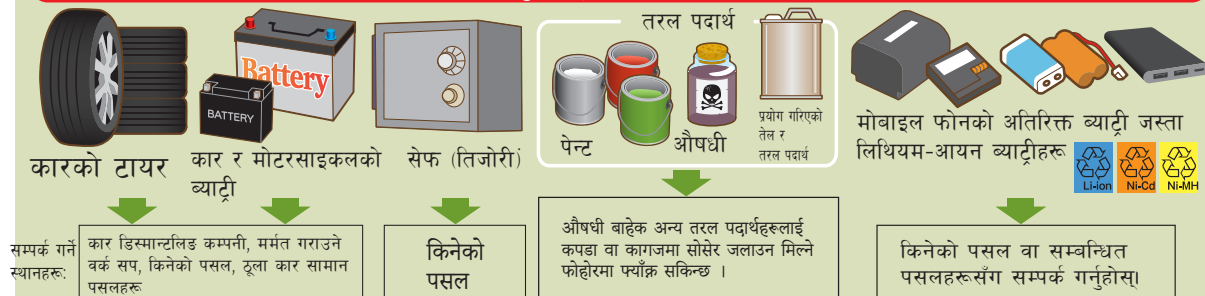 तरल पदार्थ
Battery
BATTERY
पेन्ट
औषधी
प्रयोग गरिएको
तेल र
तरल पदार्थ
कारको टायर
कार र मोटरसाइकलको
ब्याट्री
सेफ (तिजोरी)
मोबाइल फोनको अतिरिक्त ब्याट्री जस्ता
लिथियम-आयन ब्याट्रीहरू
Li-ion
Ni-Cd
Ni-MH
सम्पर्क गर्ने
स्थानहरू:
कार डिस्मान्टलिङ कम्पनी, मर्मत गराउने
वर्क सप, किनेको पसल, ठूला कार सामान
पसलहरू
किनेको
पसल
औषधी बाहेक अन्य तरल पदार्थहरूलाई
कपडा वा कागजमा सोसेर जलाउन मिल्ने
फोहोरमा फ्याँक्न सकिन्छ ।
किनेको पसल वा सम्बन्धित
पसलहरूसँग सम्पर्क गर्नुहोस्।